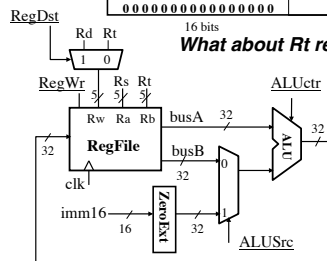 0000000000000000
16 bits
RegDst
What about Rt re
Rd Rt
1 0
RegWr
Rs Rt
ALUctr
5 5 5
Rw Ra Rb
busA
32
RegFile
ALU
32
busB
32
0
32
clk
32
imm16
16
ZeroExt
32
1
ALUSrc